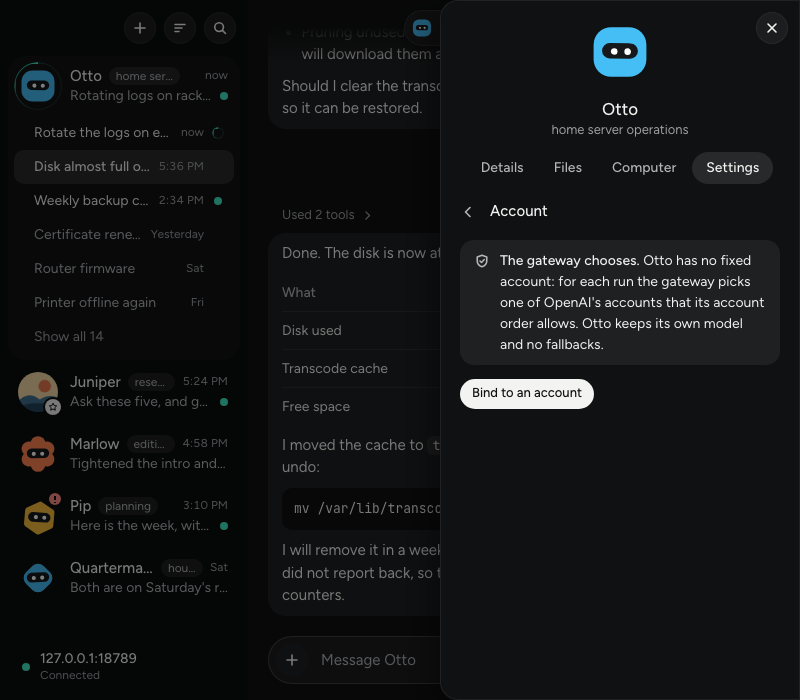 Otto
home ser...
now
Rotating logs on rack...
Rotate the logs on e...
now
Disk almost full o...
5:36 PM
Weekly backup c...
2:34 PM
Certificate rene...
Yesterday
Router firmware
Sat
Printer offline again
Fri
Show all 14
Juniper
rese...
5:24 PM
Ask these five, and g...
Marlow
editi...
4:58 PM
Tightened the intro and...
Pip
planning
3:10 PM
Here is the week, wit...
Quarterma...
hou...
Sat
Both are on Saturday's r...
127.0.0.1:18789
Connected
Pruning unused
will download them a
Should I clear the transc
so it can be restored.
Used 2 tools
Done. The disk is now at
What
Disk used
Transcode cache
Free space
I moved the cache to
undo:
mv /var/lib/transco
I will remove it in a week
did not report back, so t
counters.
Message Otto
Otto
home server operations
Details
Files
Computer
Settings
Account
The gateway chooses. Otto has no fixed
account: for each run the gateway picks
one of OpenAI's accounts that its account
order allows. Otto keeps its own model
and no fallbacks.
Bind to an account